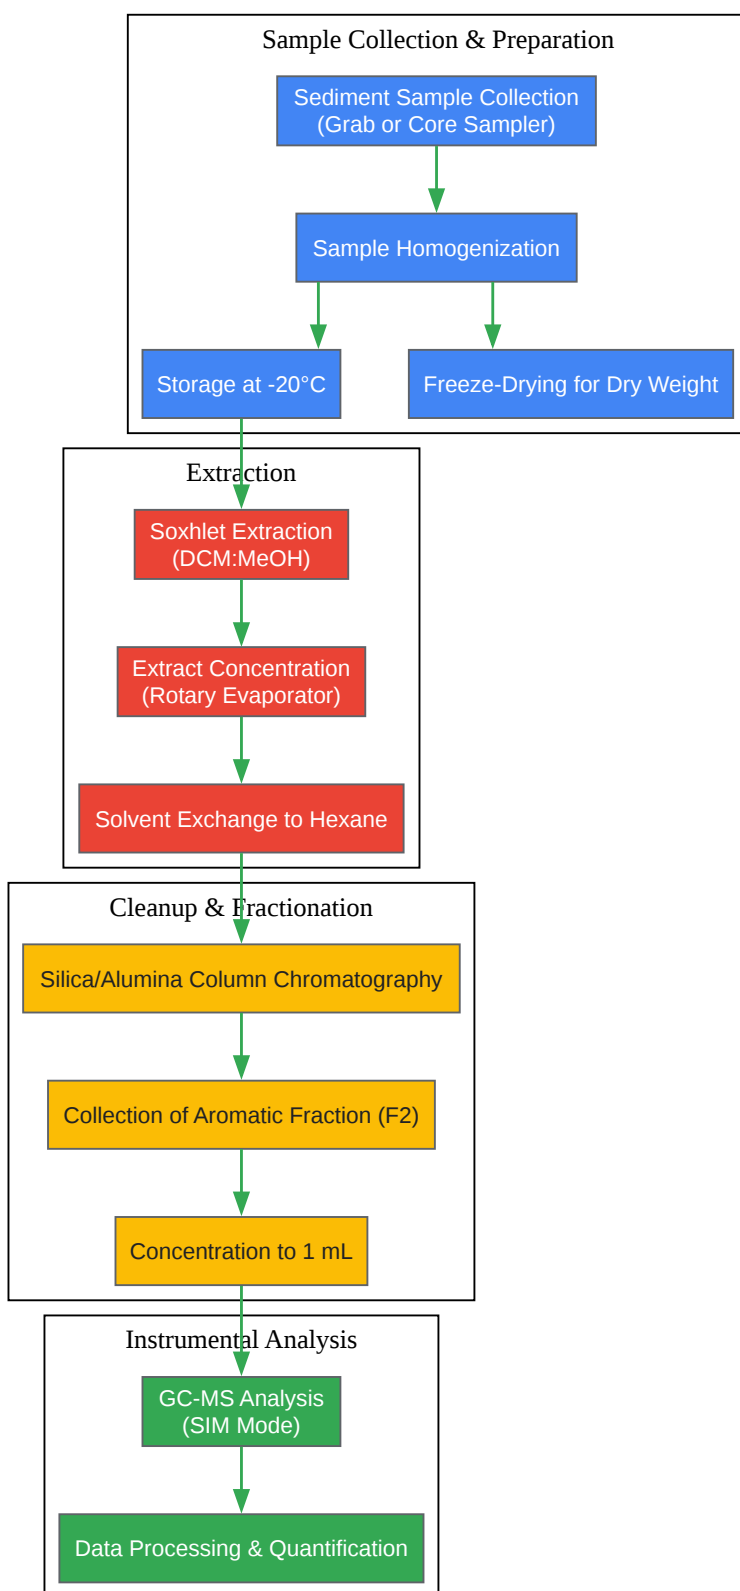 Sample Collection & Preparation
Sediment Sample Collection
(Grab or Core Sampler)
Sample Homogenization
Storage at -20°C
Freeze-Drying for Dry Weight
Extraction
Soxhlet Extraction
(DCM:MeOH)
Extract Concentration
(Rotary Evaporator)
Solvent Exchange to Hexane
Cleanup & Fractionation
Silica/Alumina Column Chromatography
Collection of Aromatic Fraction (F2)
Concentration to 1 mL
Instrumental Analysis
GC-MS Analysis
(SIM Mode)
Data Processing & Quantification